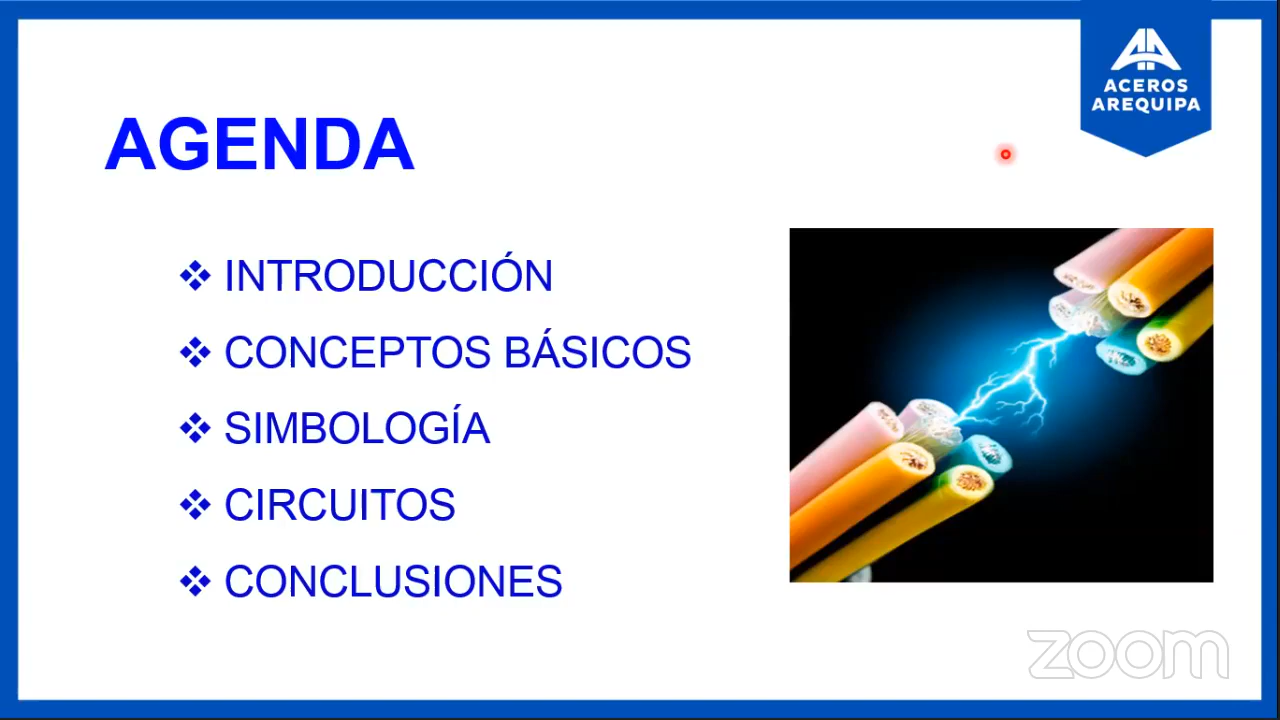 ACEROS
AREQUIPA
AGENDA
❖ INTRODUCCIÓN
❖ CONCEPTOS BÁSICOS
❖ SIMBOLOGÍA
❖ CIRCUITOS
❖ CONCLUSIONES
zoom